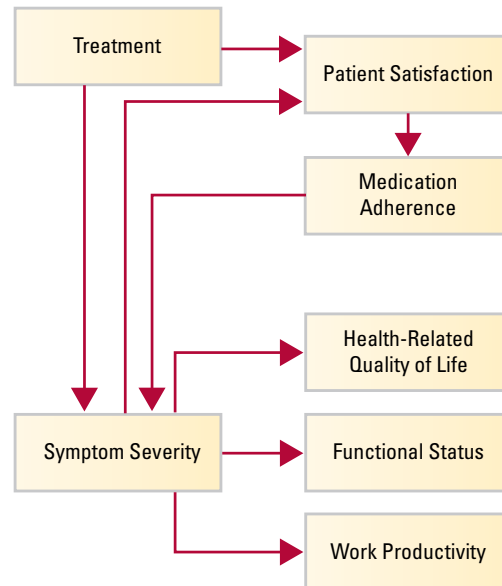 Treatment
Patient Satisfaction
Medication
Adherence
Health-Related
Quality of Life
Symptom Severity
Functional Status
Work Productivity